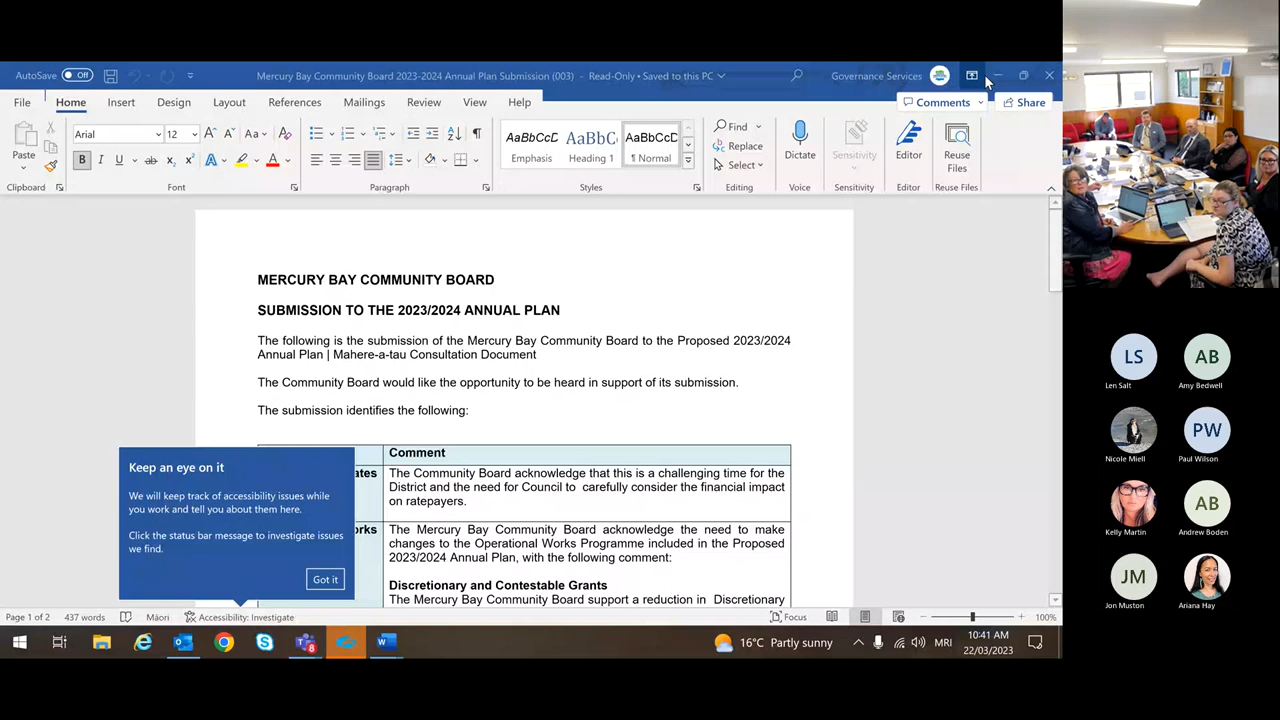 AutoSave Off
Mercury Bay Community Board 2023-2024 Annual Plan Submission (003) - Read-Only • Saved to this PC
Governance Services
File Home Insert Design Layout References Mailings Review View Help
Comments Share
Paste
Clipboard
Arial 12
Font
Paragraph
AaBbCcD AaBbC AaBbCcD
Emphasis Heading 1 ¶ Normal
Styles
Find
Replace
Select
Editing
Dictate
Voice
Sensitivity
Sensitivity
Editor
Editor
Reuse
Files
Reuse Files
MERCURY BAY COMMUNITY BOARD
SUBMISSION TO THE 2023/2024 ANNUAL PLAN
The following is the submission of the Mercury Bay Community Board to the Proposed 2023/2024
Annual Plan | Mahere-a-tau Consultation Document
The Community Board would like the opportunity to be heard in support of its submission.
The submission identifies the following:
Comment
ates The Community Board acknowledge that this is a challenging time for the
District and the need for Council to carefully consider the financial impact
on ratepayers.
orks The Mercury Bay Community Board acknowledge the need to make
changes to the Operational Works Programme included in the Proposed
2023/2024 Annual Plan, with the following comment:
Discretionary and Contestable Grants
The Mercury Bay Community Board support a reduction in Discretionary
Keep an eye on it
We will keep track of accessibility issues while
you work and tell you about them here.
Click the status bar message to investigate issues
we find.
Got it
Page 1 of 2 437 words Māori Accessibility: Investigate Focus 100%
8
16°C Partly sunny
MRI
10:41 AM
22/03/2023
LS AB
Len Salt Amy Bedwell
PW
Nicole Miell Paul Wilson
AB
Kelly Martin Andrew Boden
JM
Jon Muston Ariana Hay